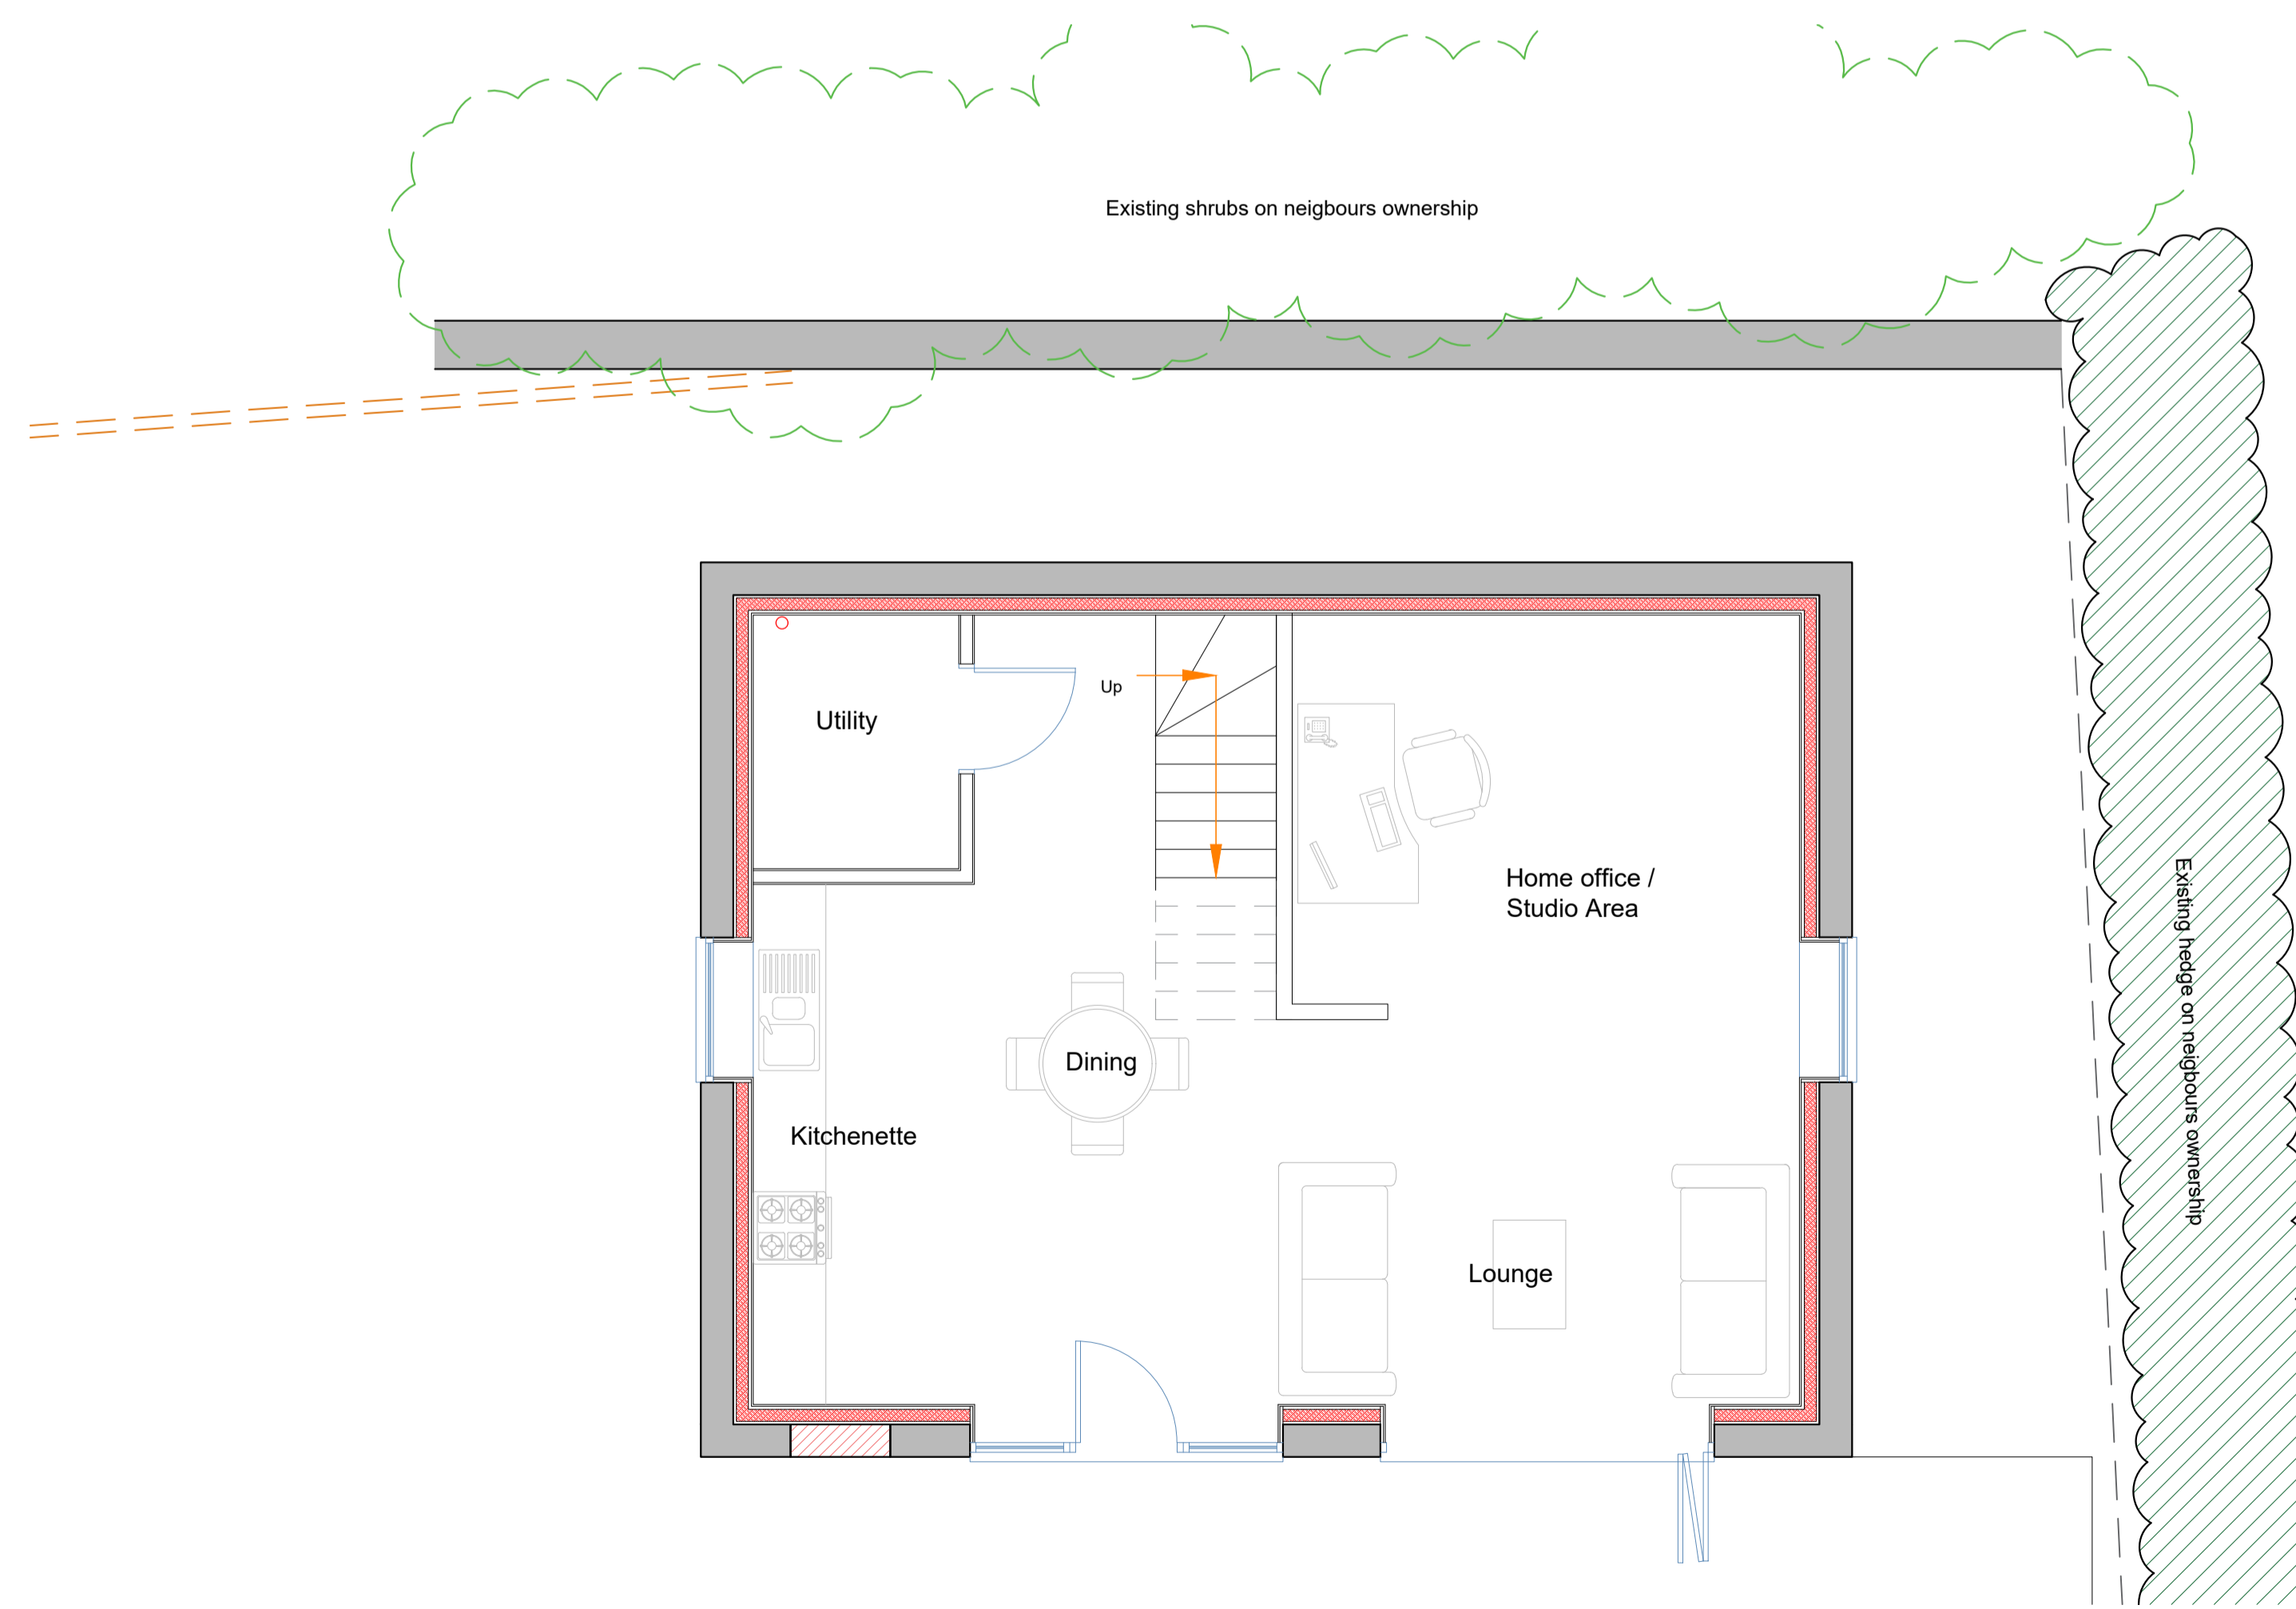 Existing shrubs on neigbours ownership
Up
Utility
Home office /
Studio Area
Existing hedge on neigbours ownership
Dining
Kitchenette
Lounge